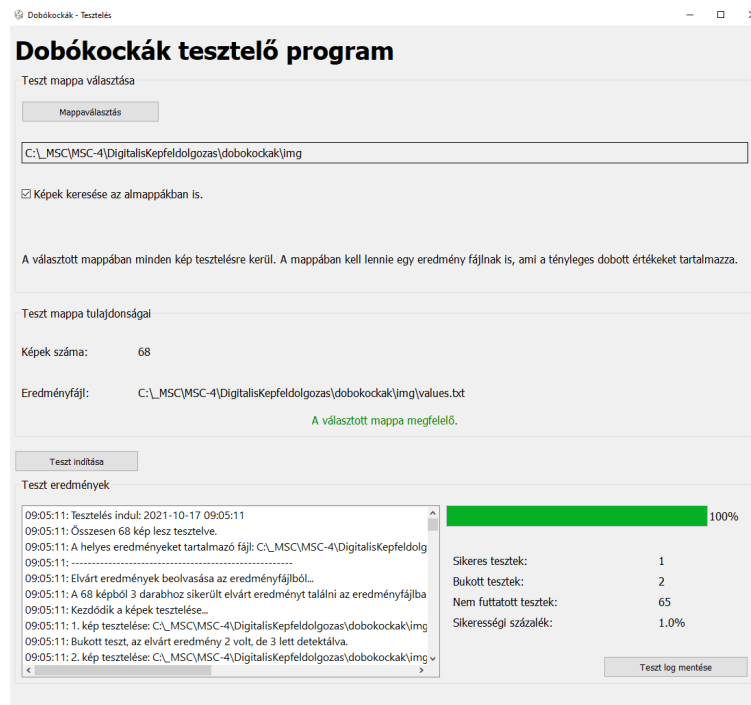 Dobókockák - Tesztelés
Dobókockák tesztelő program
Teszt mappa választása
Mappaválasztás
C:\_MSC\MSC-4\DigitalisKepfeldolgozas\dobokockak\img
Képek keresése az almappákban is.
A választott mappában minden kép tesztelésre kerül. A mappában kell lennie egy eredmény fájlnak is, ami a tényleges dobott értékeket tartalmazza.
Teszt mappa tulajdonságai
Képek száma: 68
Eredményfájl: C:\_MSC\MSC-4\DigitalisKepfeldolgozas\dobokockak\img\values.txt
A választott mappa megfelelő.
Teszt indítása
Teszt eredmények
09:05:11: Tesztelés indul: 2021-10-17 09:05:11
09:05:11: Összesen 68 kép lesz tesztelve.
09:05:11: A helyes eredményeket tartalmazó fájl: C:\_MSC\MSC-4\DigitalisKepfeldolg
09:05:11: ------------------------------------------------------
09:05:11: Elvárt eredmények beolvasása az eredményfájlból...
09:05:11: A 68 képból 3 darabhoz sikerült elvárt eredményt találni az eredményfájlba
09:05:11: Kezdődik a képek tesztelése...
09:05:11: 1. kép tesztelése: C:\_MSC\MSC-4\DigitalisKepfeldolgozas\dobokockak\img
09:05:11: Bukott teszt, az elvárt eredmény 2 volt, de 3 lett detektálva.
09:05:11: 2. kép tesztelése: C:\_MSC\MSC-4\DigitalisKepfeldolgozas\dobokockak\img
100%
Sikeres tesztek: 1
Bukott tesztek: 2
Nem futtatott tesztek: 65
Sikerességi százalék: 1.0%
Teszt log mentése